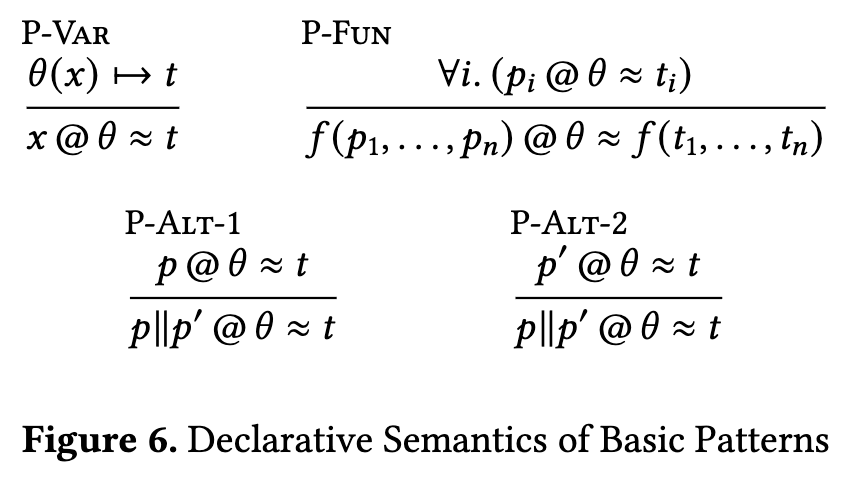 P-Var P-Fun
θ(x) ↦ t ∀i. (pᵢ @ θ ≈ tᵢ)
x @ θ ≈ t f(p₁, . . . , pₙ) @ θ ≈ f(t₁, . . . , tₙ)
P-Alt-1 P-Alt-2
p @ θ ≈ t p′ @ θ ≈ t
p∥p′ @ θ ≈ t p∥p′ @ θ ≈ t
Figure 6. Declarative Semantics of Basic Patterns